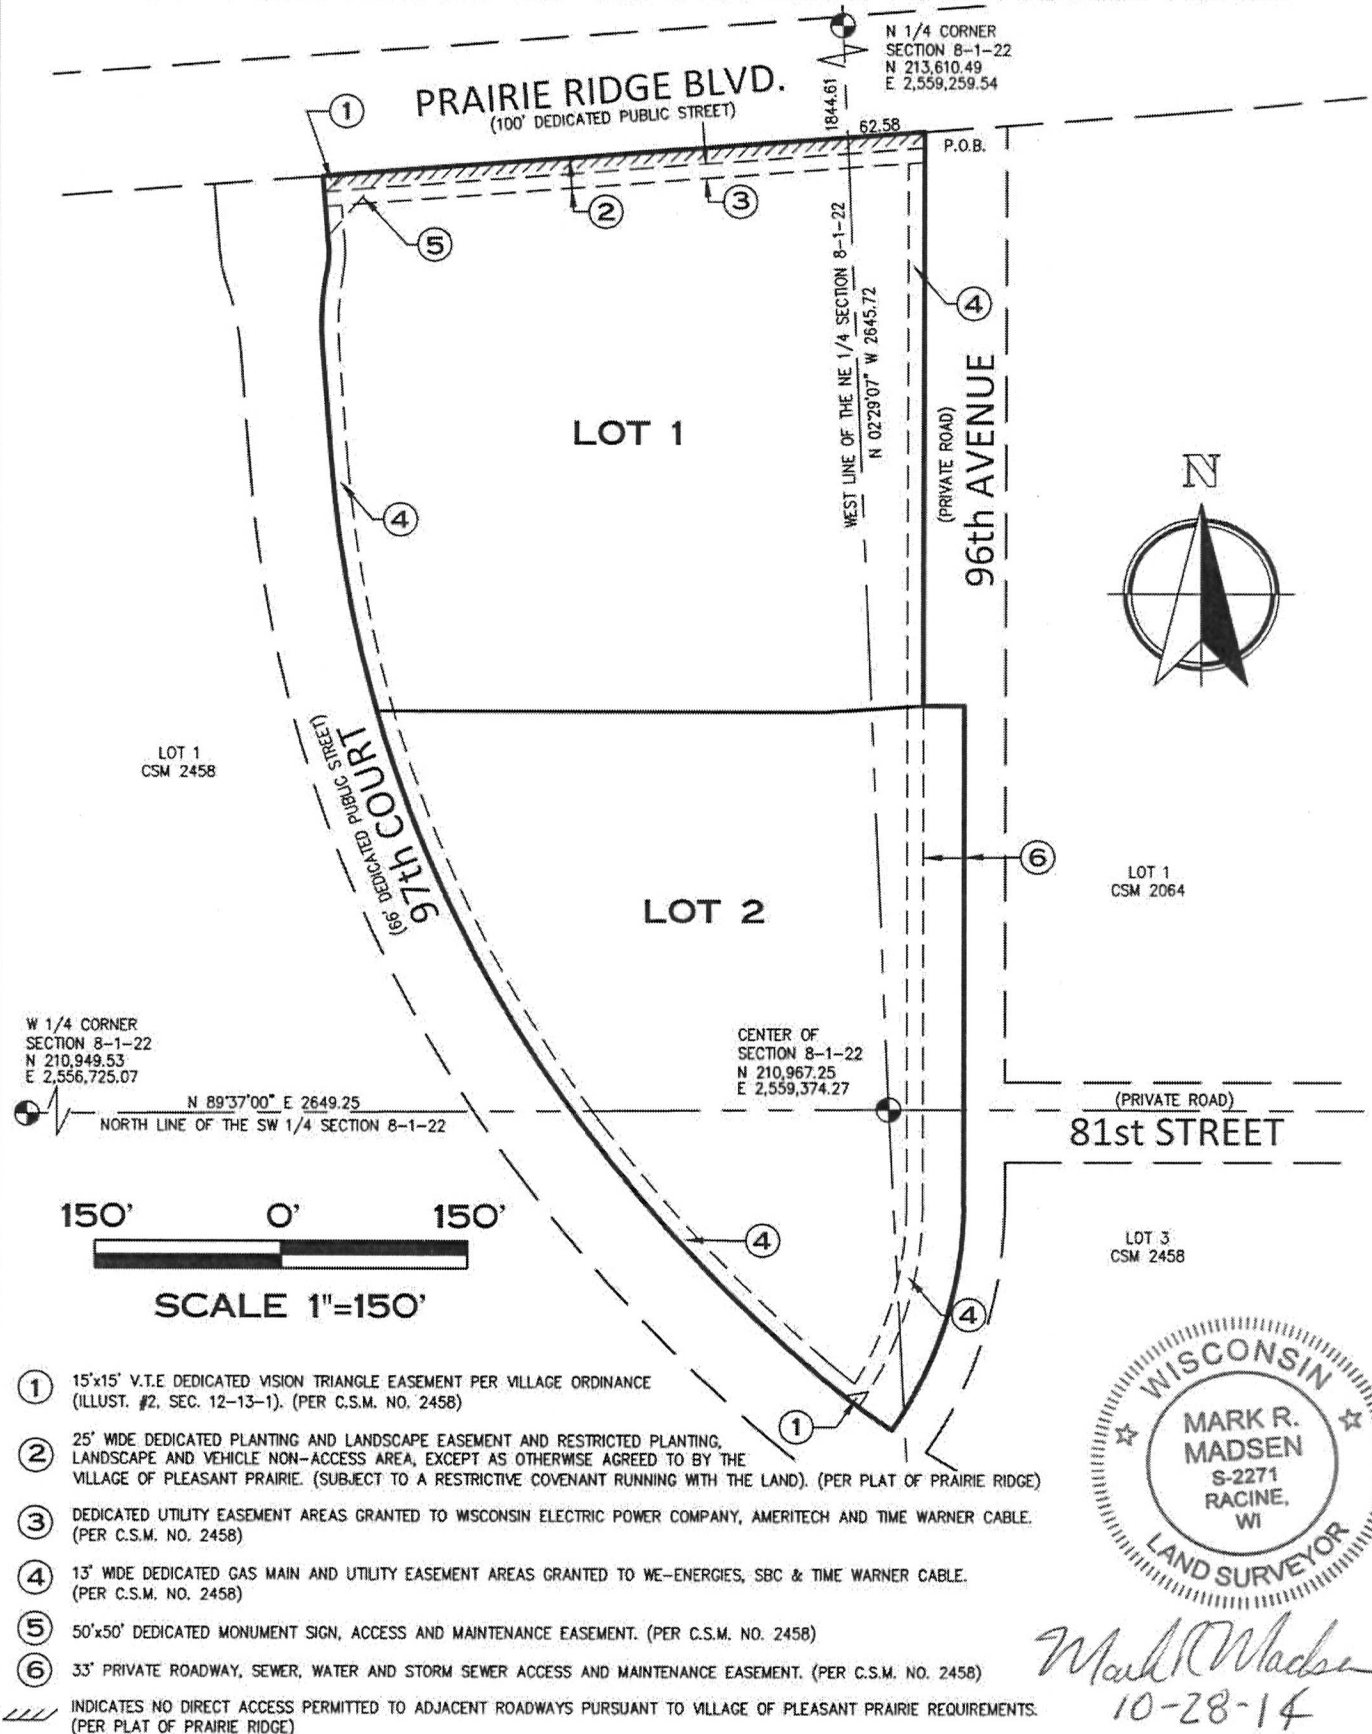 N 1/4 CORNER
SECTION 8-1-22
N 213,610.49
E 2,559,259.54
PRAIRIE RIDGE BLVD.
(100' DEDICATED PUBLIC STREET)
1844.61
62.58
P.O.B.
1
2
3
5
4
WEST LINE OF THE NE 1/4 SECTION 8-1-22
N 02°29'07" W 2645.72
LOT 1
(PRIVATE ROAD)
96th AVENUE
N
4
LOT 1
CSM 2458
97th COURT
(66' DEDICATED PUBLIC STREET)
6
LOT 1
CSM 2064
LOT 2
W 1/4 CORNER
SECTION 8-1-22
N 210,949.53
E 2,556,725.07
CENTER OF
SECTION 8-1-22
N 210,967.25
E 2,559,374.27
N 89°37'00" E 2649.25
NORTH LINE OF THE SW 1/4 SECTION 8-1-22
(PRIVATE ROAD)
81st STREET
150' 0' 150'
SCALE 1"=150'
4
LOT 3
CSM 2458
4
1
1 15'x15' V.T.E DEDICATED VISION TRIANGLE EASEMENT PER VILLAGE ORDINANCE
(ILLUST. #2, SEC. 12-13-1). (PER C.S.M. NO. 2458)
2 25' WIDE DEDICATED PLANTING AND LANDSCAPE EASEMENT AND RESTRICTED PLANTING,
LANDSCAPE AND VEHICLE NON-ACCESS AREA, EXCEPT AS OTHERWISE AGREED TO BY THE
VILLAGE OF PLEASANT PRAIRIE. (SUBJECT TO A RESTRICTIVE COVENANT RUNNING WITH THE LAND). (PER PLAT OF PRAIRIE RIDGE)
3 DEDICATED UTILITY EASEMENT AREAS GRANTED TO WISCONSIN ELECTRIC POWER COMPANY, AMERITECH AND TIME WARNER CABLE.
(PER C.S.M. NO. 2458)
4 13' WIDE DEDICATED GAS MAIN AND UTILITY EASEMENT AREAS GRANTED TO WE-ENERGIES, SBC & TIME WARNER CABLE.
(PER C.S.M. NO. 2458)
5 50'x50' DEDICATED MONUMENT SIGN, ACCESS AND MAINTENANCE EASEMENT. (PER C.S.M. NO. 2458)
6 33' PRIVATE ROADWAY, SEWER, WATER AND STORM SEWER ACCESS AND MAINTENANCE EASEMENT. (PER C.S.M. NO. 2458)
INDICATES NO DIRECT ACCESS PERMITTED TO ADJACENT ROADWAYS PURSUANT TO VILLAGE OF PLEASANT PRAIRIE REQUIREMENTS.
(PER PLAT OF PRAIRIE RIDGE)
WISCONSIN
MARK R.
MADSEN
S-2271
RACINE,
WI
LAND SURVEYOR
Mark R Madsen
10-28-14